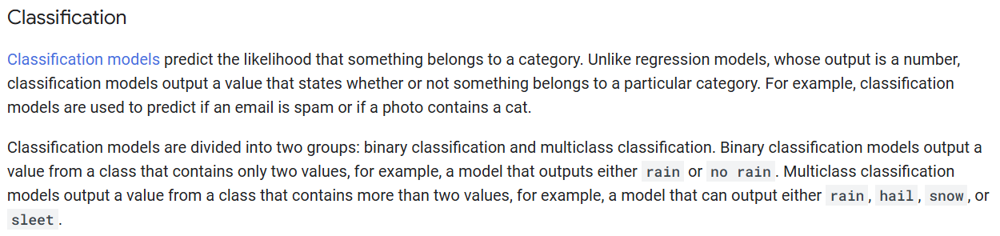 Classification
Classification models predict the likelihood that something belongs to a category. Unlike regression models, whose output is a number,
classification models output a value that states whether or not something belongs to a particular category. For example, classification
models are used to predict if an email is spam or if a photo contains a cat.
Classification models are divided into two groups: binary classification and multiclass classification. Binary classification models output a
value from a class that contains only two values, for example, a model that outputs either rain or no rain. Multiclass classification
models output a value from a class that contains more than two values, for example, a model that can output either rain, hail, snow, or
sleet.